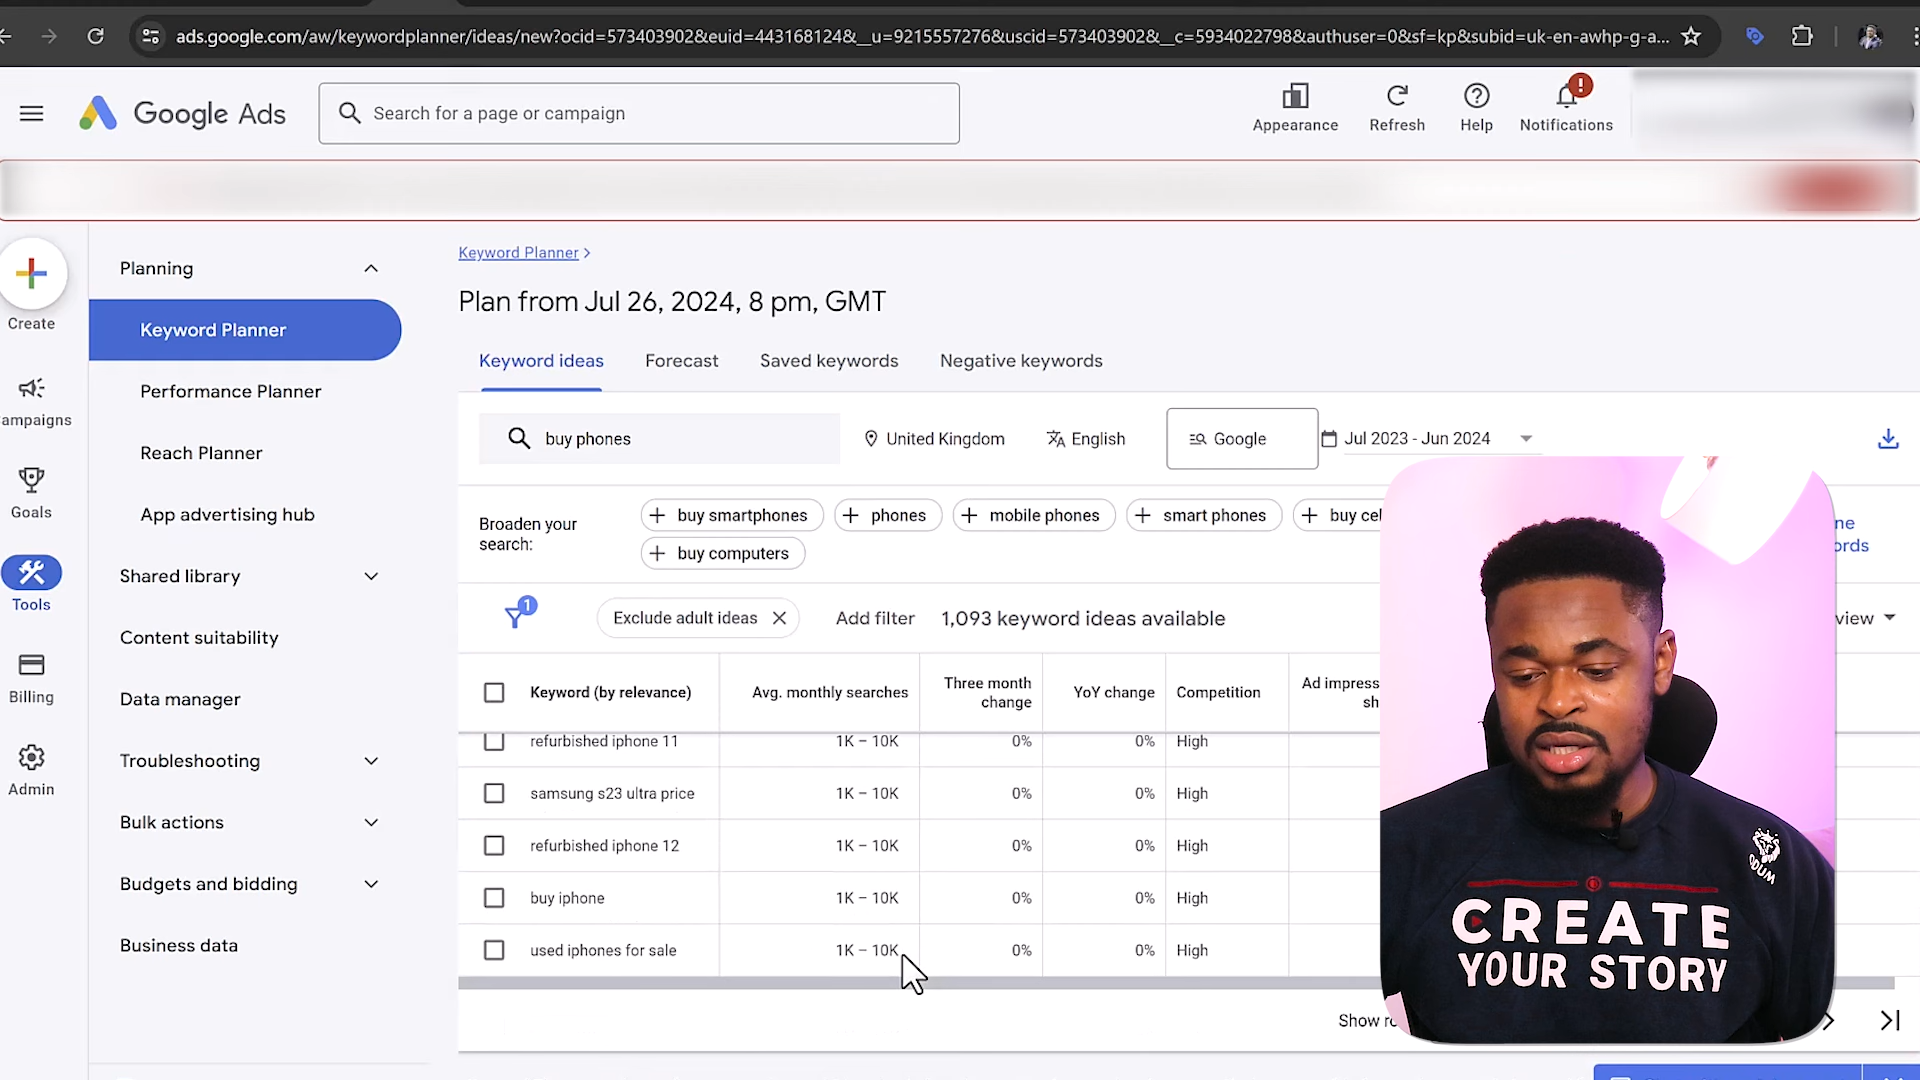 ads.google.com/aw/keywordplanner/ideas/new?ocid=573403902&euid=443168124&__u=9215557276&uscid=573403902&__c=5934022798&authuser=0&sf=kp&subid=uk-en-awhp-g-a...
Google Ads
Search for a page or campaign
Appearance
Refresh
Help
Notifications
Create
ampaigns
Goals
Tools
Billing
Admin
Planning
Keyword Planner
Performance Planner
Reach Planner
App advertising hub
Shared library
Content suitability
Data manager
Troubleshooting
Bulk actions
Budgets and bidding
Business data
Keyword Planner >
Plan from Jul 26, 2024, 8 pm, GMT
Keyword ideas Forecast Saved keywords Negative keywords
buy phones United Kingdom English Google Jul 2023 - Jun 2024
Broaden your search:
+ buy smartphones + phones + mobile phones + smart phones + buy cel
+ buy computers
ne
ords
1 Exclude adult ideas Add filter 1,093 keyword ideas available view
Keyword (by relevance) Avg. monthly searches Three month change YoY change Competition Ad impress sh
refurbished iphone 11 1K – 10K 0% 0% High
samsung s23 ultra price 1K – 10K 0% 0% High
refurbished iphone 12 1K – 10K 0% 0% High
buy iphone 1K – 10K 0% 0% High
used iphones for sale 1K – 10K 0% 0% High
Show ro
ODUM
CREATE
YOUR STORY